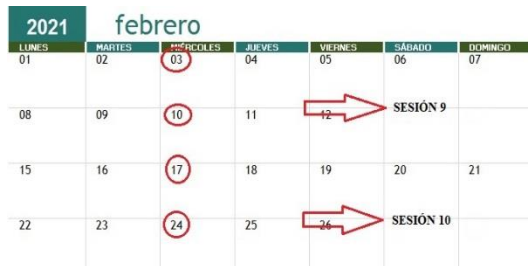 2021 febrero
LUNES MARTES MIÉRCOLES JUEVES VIERNES SÁBADO DOMINGO
01 02 03 04 05 06 07
SESIÓN 9
08 09 10 11 12
15 16 17 18 19 20 21
SESIÓN 10
22 23 24 25 26